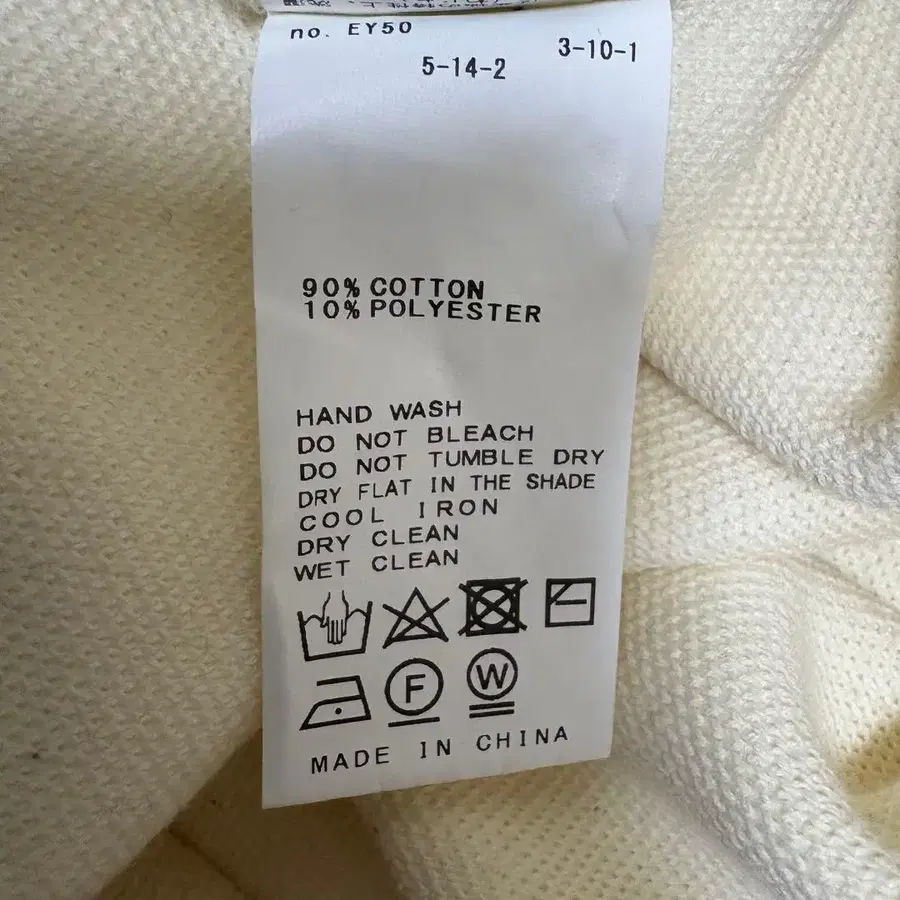 no. EY50
5-14-2 3-10-1
90% COTTON
10% POLYESTER
HAND WASH
DO NOT BLEACH
DO NOT TUMBLE DRY
DRY FLAT IN THE SHADE
COOL IRON
DRY CLEAN
WET CLEAN
F W
MADE IN CHINA